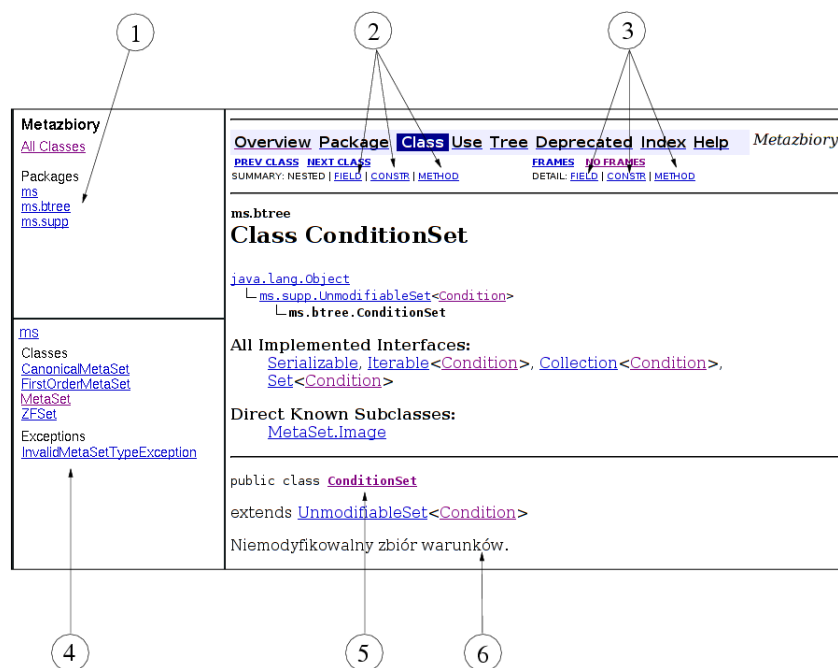 1 2 3
Metazbiory
All Classes
Packages
ms
ms.btree
ms.supp
ms
Classes
CanonicalMetaSet
FirstOrderMetaSet
MetaSet
ZFSet
Exceptions
InvalidMetaSetTypeException
Overview Package Class Use Tree Deprecated Index Help Metazbiory
PREV CLASS NEXT CLASS FRAMES NO FRAMES
SUMMARY: NESTED | FIELD | CONSTR | METHOD DETAIL: FIELD | CONSTR | METHOD
ms.btree
Class ConditionSet
java.lang.Object
ms.supp.UnmodifiableSet<Condition>
ms.btree.ConditionSet
All Implemented Interfaces:
Serializable, Iterable<Condition>, Collection<Condition>,
Set<Condition>
Direct Known Subclasses:
MetaSet.Image
public class ConditionSet
extends UnmodifiableSet<Condition>
Niemodyfikowalny zbiór warunków.
4 5 6